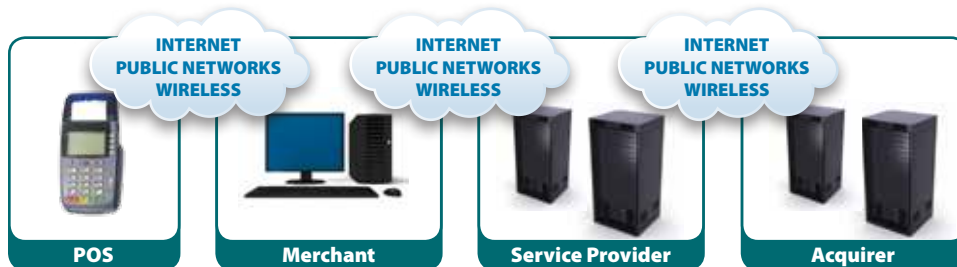 INTERNET
PUBLIC NETWORKS
WIRELESS
INTERNET
PUBLIC NETWORKS
WIRELESS
INTERNET
PUBLIC NETWORKS
WIRELESS
POS
Merchant
Service Provider
Acquirer